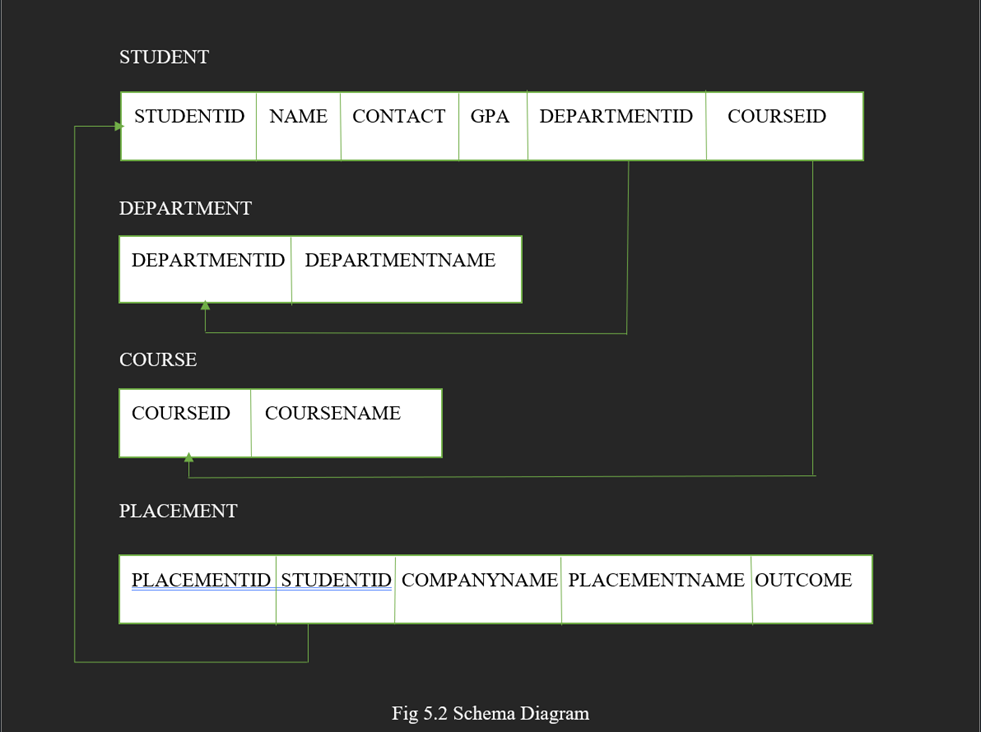 STUDENT
STUDENTID NAME CONTACT GPA DEPARTMENTID COURSEID
DEPARTMENT
DEPARTMENTID DEPARTMENTNAME
COURSE
COURSEID COURSENAME
PLACEMENT
PLACEMENTID STUDENTID COMPANYNAME PLACEMENTNAME OUTCOME
Fig 5.2 Schema Diagram